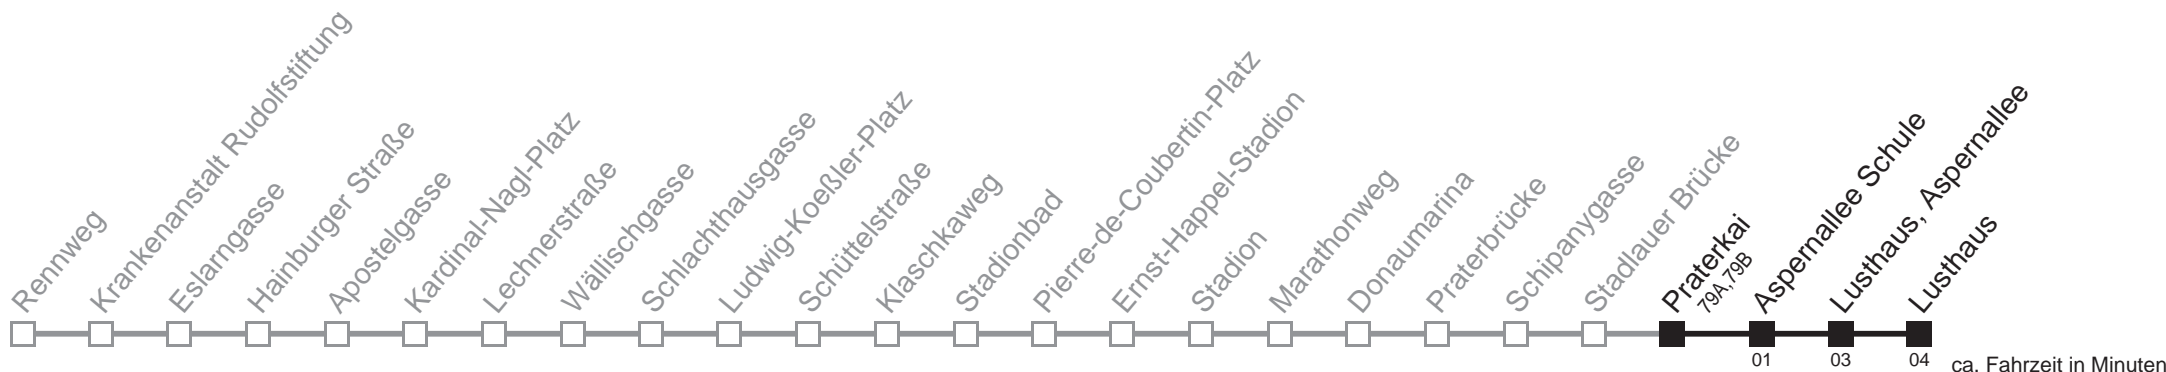 Rennweg
Krankenanstalt Rudolfstiftung
Eslarngasse
Hainburger Straße
Apostelgasse
Kardinal-Nagl-Platz
Lechnerstraße
Wällischgasse
Schlachthausgasse
Ludwig-Koeßler-Platz
Schüttelstraße
Klaschkaweg
Stadionbad
Pierre-de-Coubertin-Platz
Ernst-Happel-Stadion
Stadion
Marathonweg
Donaumarina
Praterbrücke
Schipanygasse
Stadlauer Brücke
Praterkai
79A,79B
Aspernallee Schule
Lusthaus, Aspernallee
Lusthaus
01 03 04 ca. Fahrzeit in Minuten